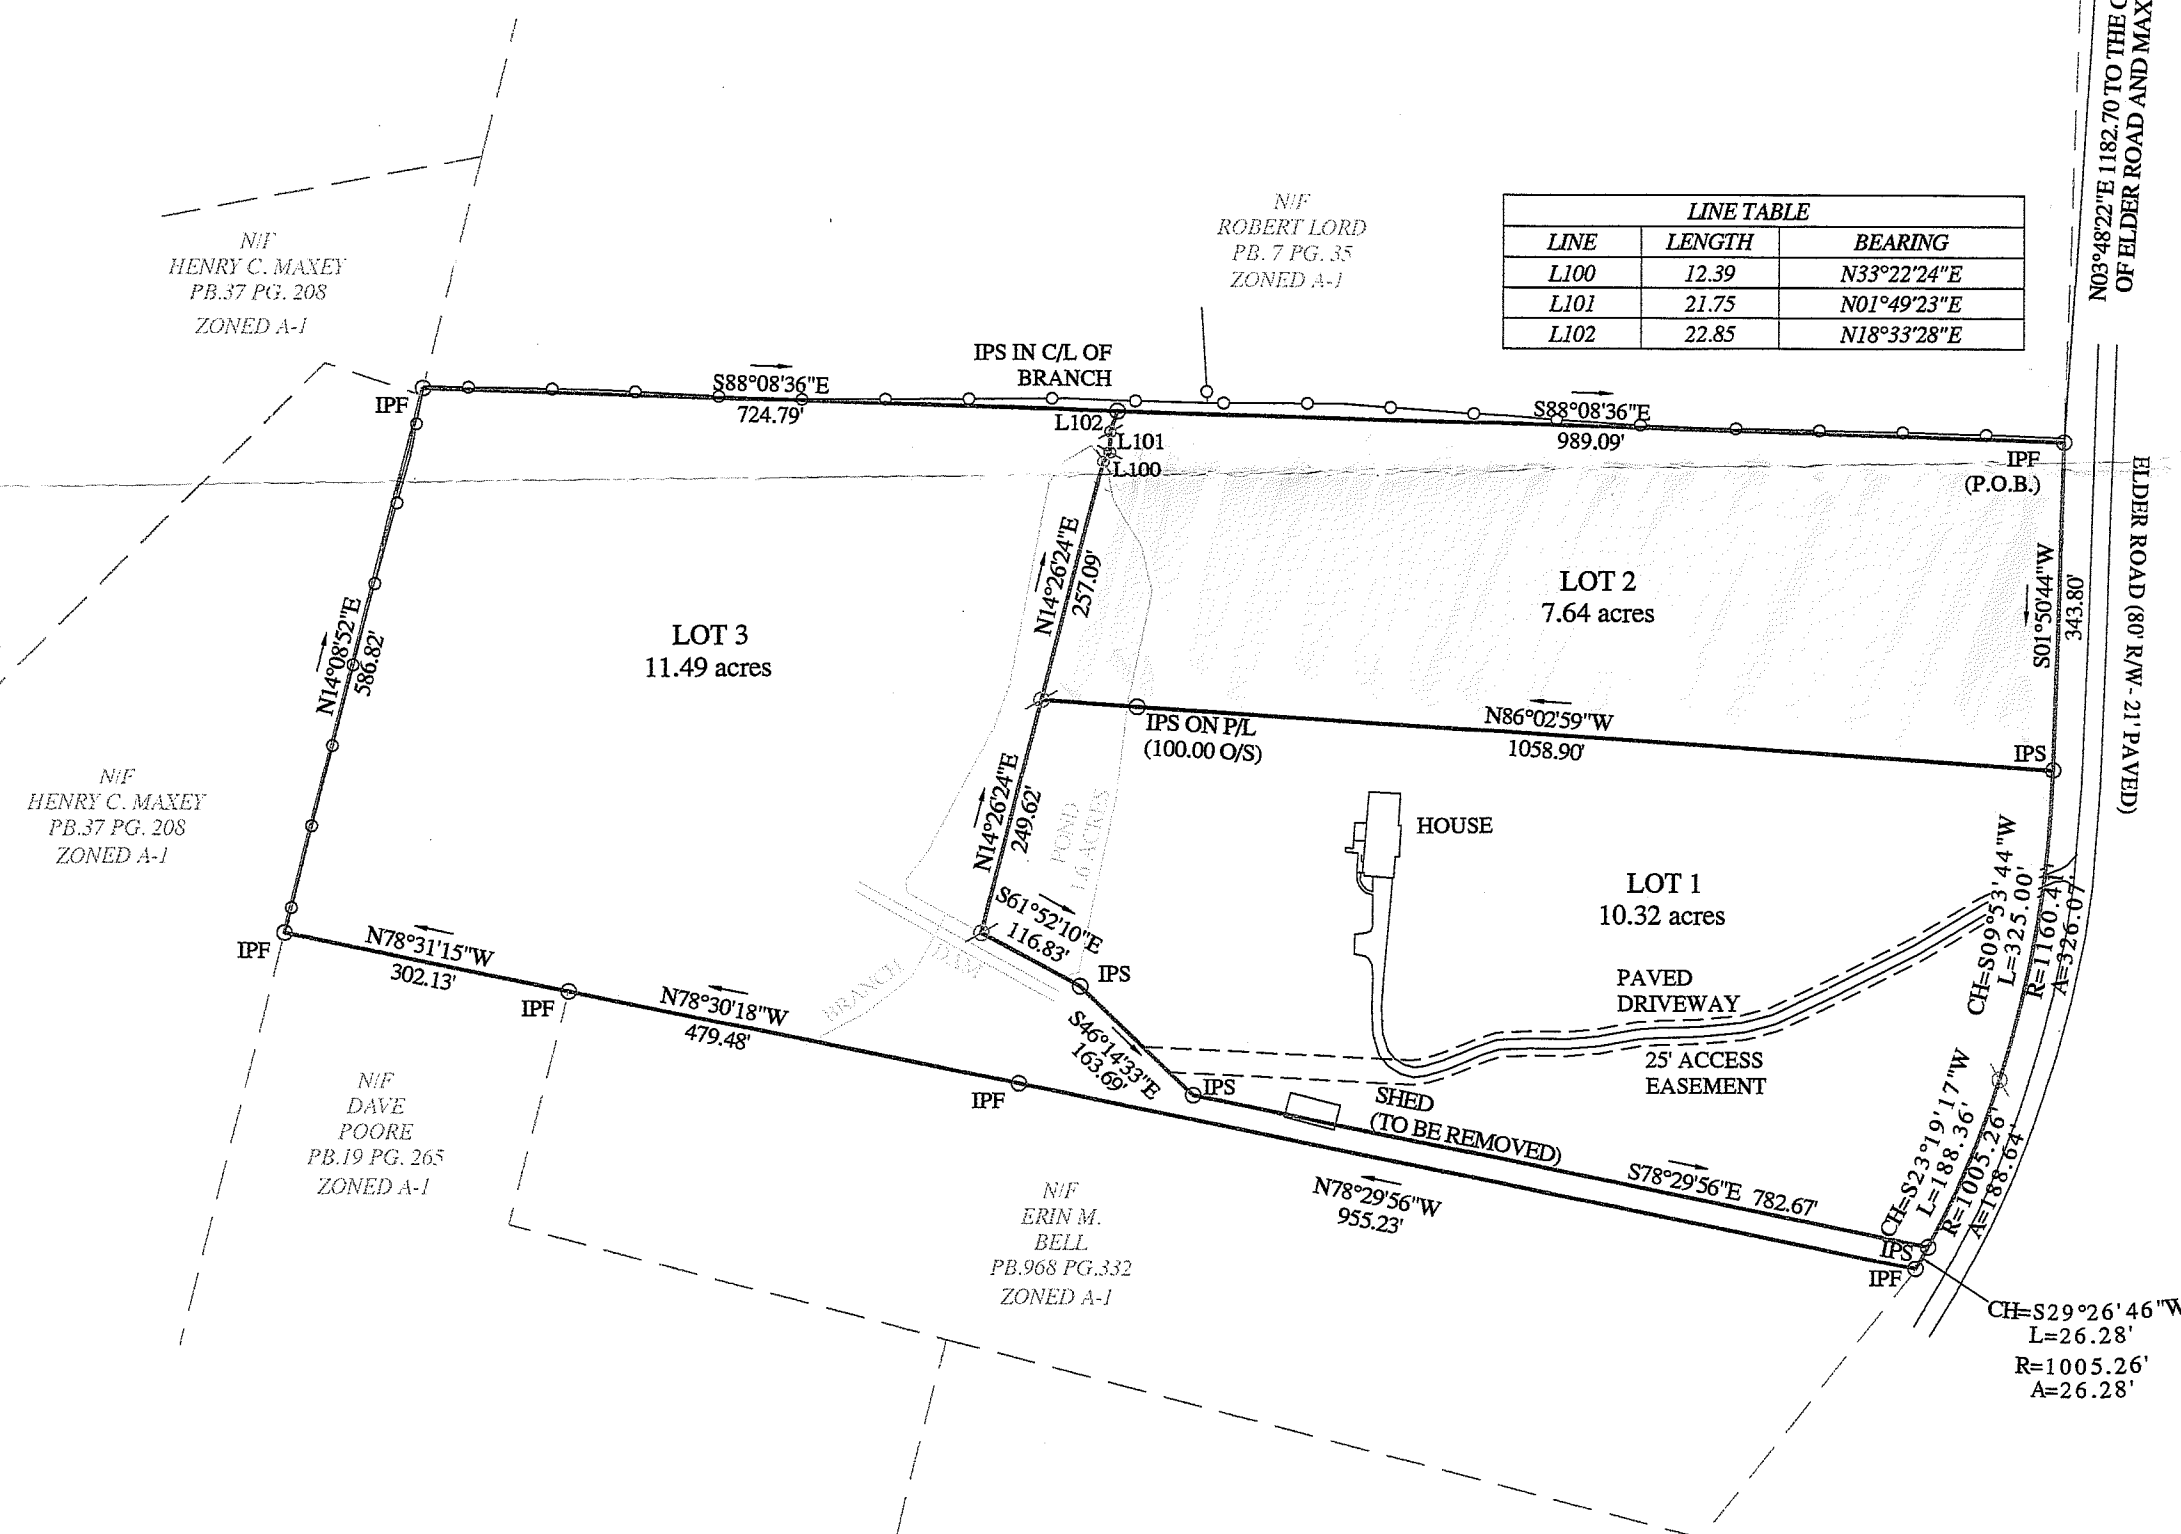 N03°48'22"E 1182.70 TO THE
OF ELDER ROAD AND
N/F
HENRY C. MAXEY
PB.37 PG. 208
ZONED A-1
N/F
ROBERT LORD
PB. 7 PG. 35
ZONED A-1
LINE TABLE
LINE LENGTH BEARING
L100 12.39 N33°22'24"E
L101 21.75 N01°49'23"E
L102 22.85 N18°33'28"E
IPS IN C/L OF
BRANCH
S88°08'36"E
724.79'
IPF
L102
L101
L100
S88°08'36"E
989.09'
IPF
(P.O.B.)
ELDER ROAD (80' R/W - 21' PAVED)
N14°26'24"E
257.09'
LOT 2
7.64 acres
S01°50'44"W
343.80'
LOT 3
11.49 acres
N14°08'52"E
586.82'
IPS ON P/L
(100.00 O/S)
N86°02'59"W
1058.90'
IPS
N/F
HENRY C. MAXEY
PB.37 PG. 208
ZONED A-1
N14°26'24"E
249.62'
POND
1.6 ACRES
HOUSE
LOT 1
10.32 acres
CH=S09°53'44"W
L=325.00'
R=1160.41'
A=326.07'
S61°52'10"E
116.83'
IPF
N78°31'15"W
302.13'
IPF
N78°30'18"W
479.48'
BRANCH
DAM
IPS
PAVED
DRIVEWAY
25' ACCESS
EASEMENT
S46°14'33"E
163.69'
IPS
IPF
SHED
(TO BE REMOVED)
CH=S23°19'17"W
L=188.36'
R=1005.26'
A=188.64'
S78°29'56"E 782.67'
N78°29'56"W
955.23'
IPS
IPF
N/F
DAVE
POORE
PB.19 PG. 265
ZONED A-1
N/F
ERIN M.
BELL
PB.968 PG.332
ZONED A-1
CH=S29°26'46"W
L=26.28'
R=1005.26'
A=26.28'